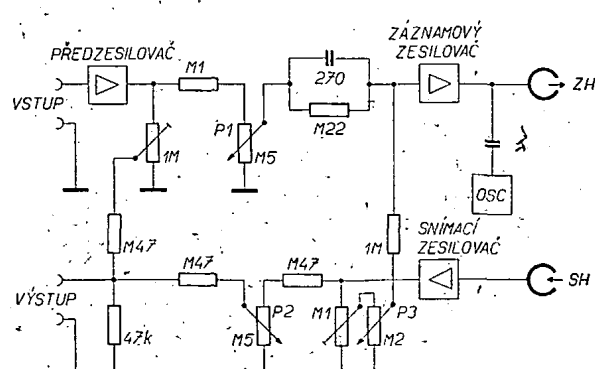 PŘEDZESILOVAČ
ZÁZNAMOVÝ
ZESILOVAČ
M1
270
ZH
VSTUP
P1
M22
1M
M5
OSC
M47
1M
SNÍMACÍ
ZESILOVAČ
M47
M47
SH
VÝSTUP
P2
M1
P3
47k
M5
M2